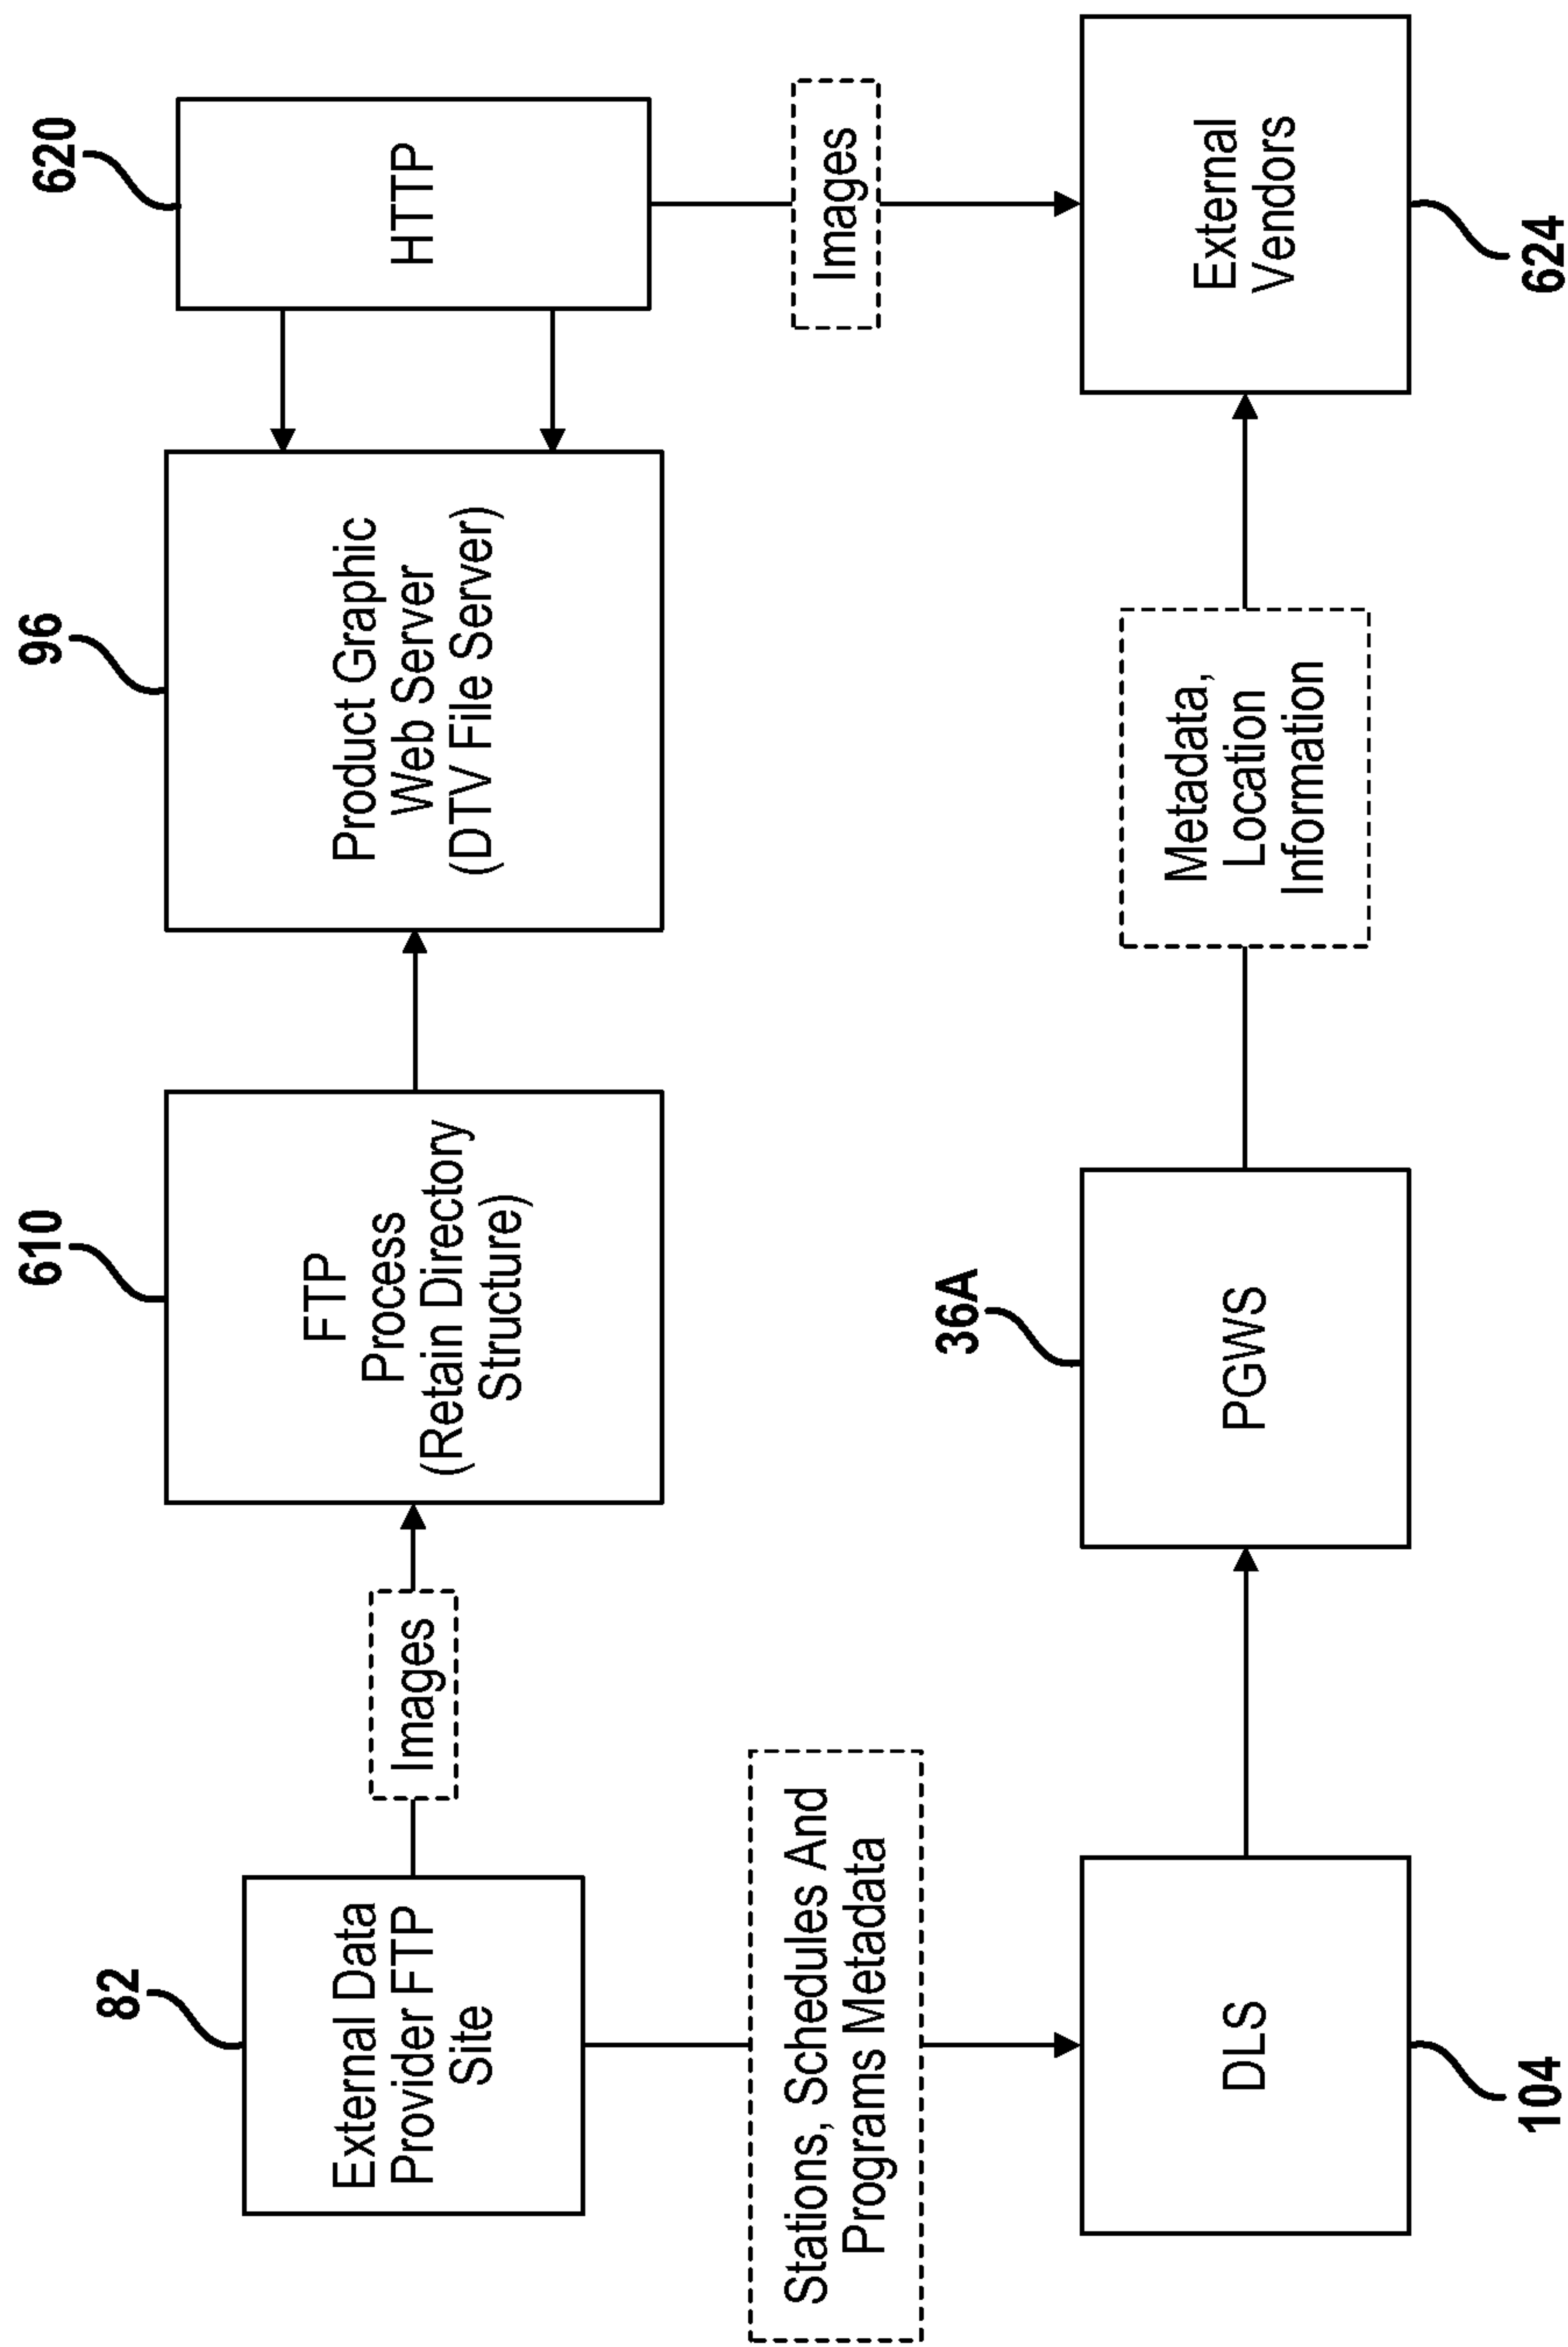 82
External Data
Provider FTP
Site
Images
610
FTP
Process
(Retain Directory
Structure)
96
Product Graphic
Web Server
(DTV File Server)
620
HTTP
Stations, Schedules And
Programs Metadata
Images
DLS
104
36A
PGWS
Metadata,
Location
Information
External
Vendors
624